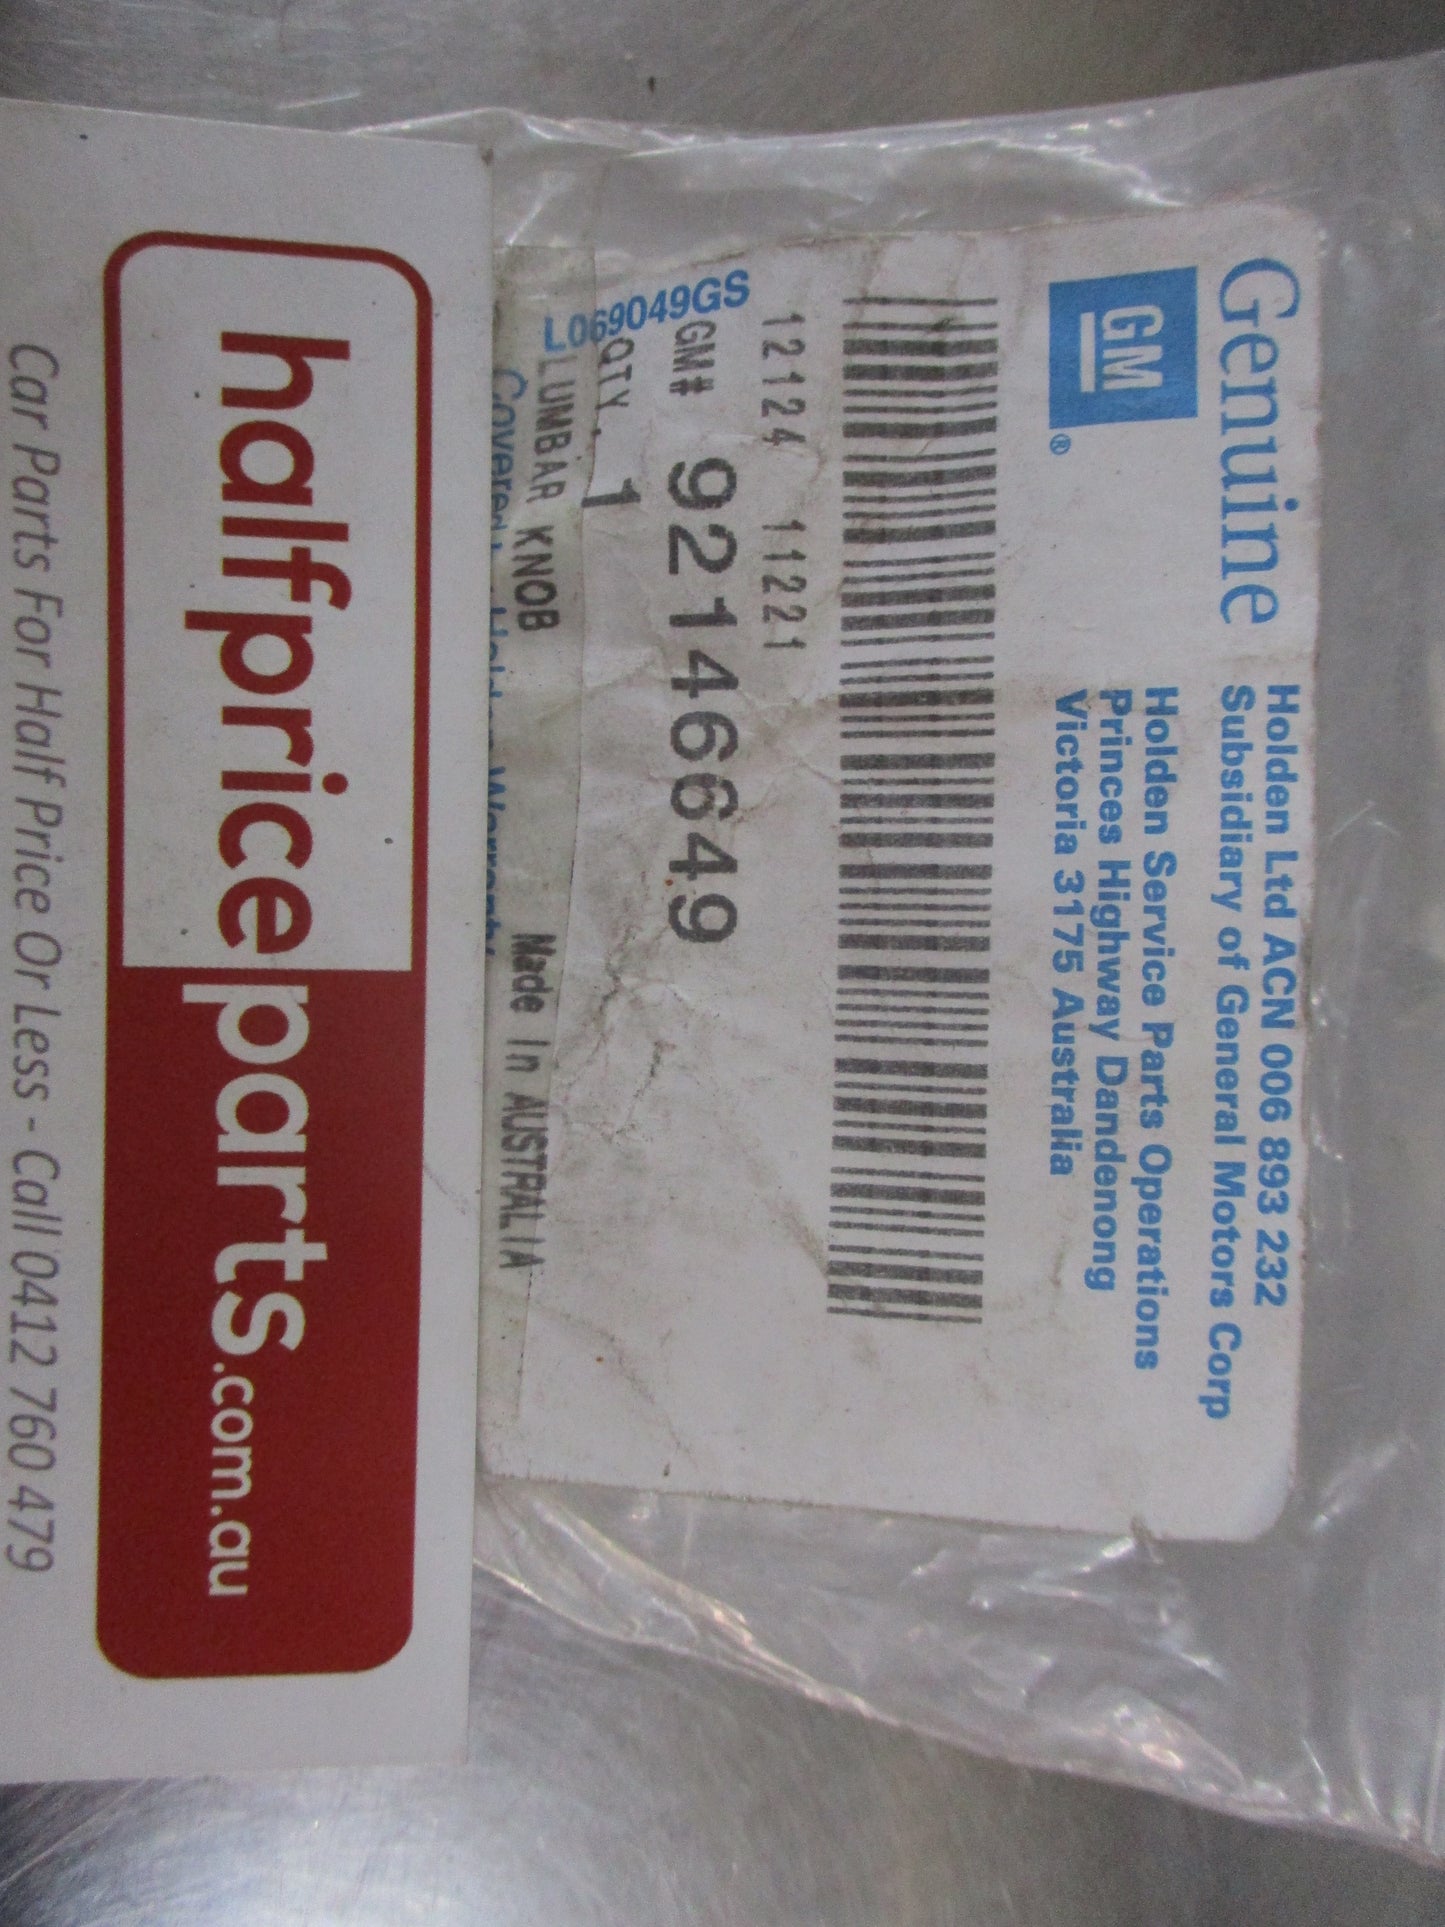 Genuine
GM
®
Holden Ltd ACN 006 893 232
Subsidiary of General Motors Corp
Holden Service Parts Operations
Princes Highway Dandenong
Victoria 3175 Australia
12124 11221
GM# 92146649
L069049GS
QTY. 1
LUMBAR KNOB Made In AUSTRALIA
Covered Warranty
halfpriceparts.com.au
Car Parts For Half Price Or Less - Call 0412 760 479